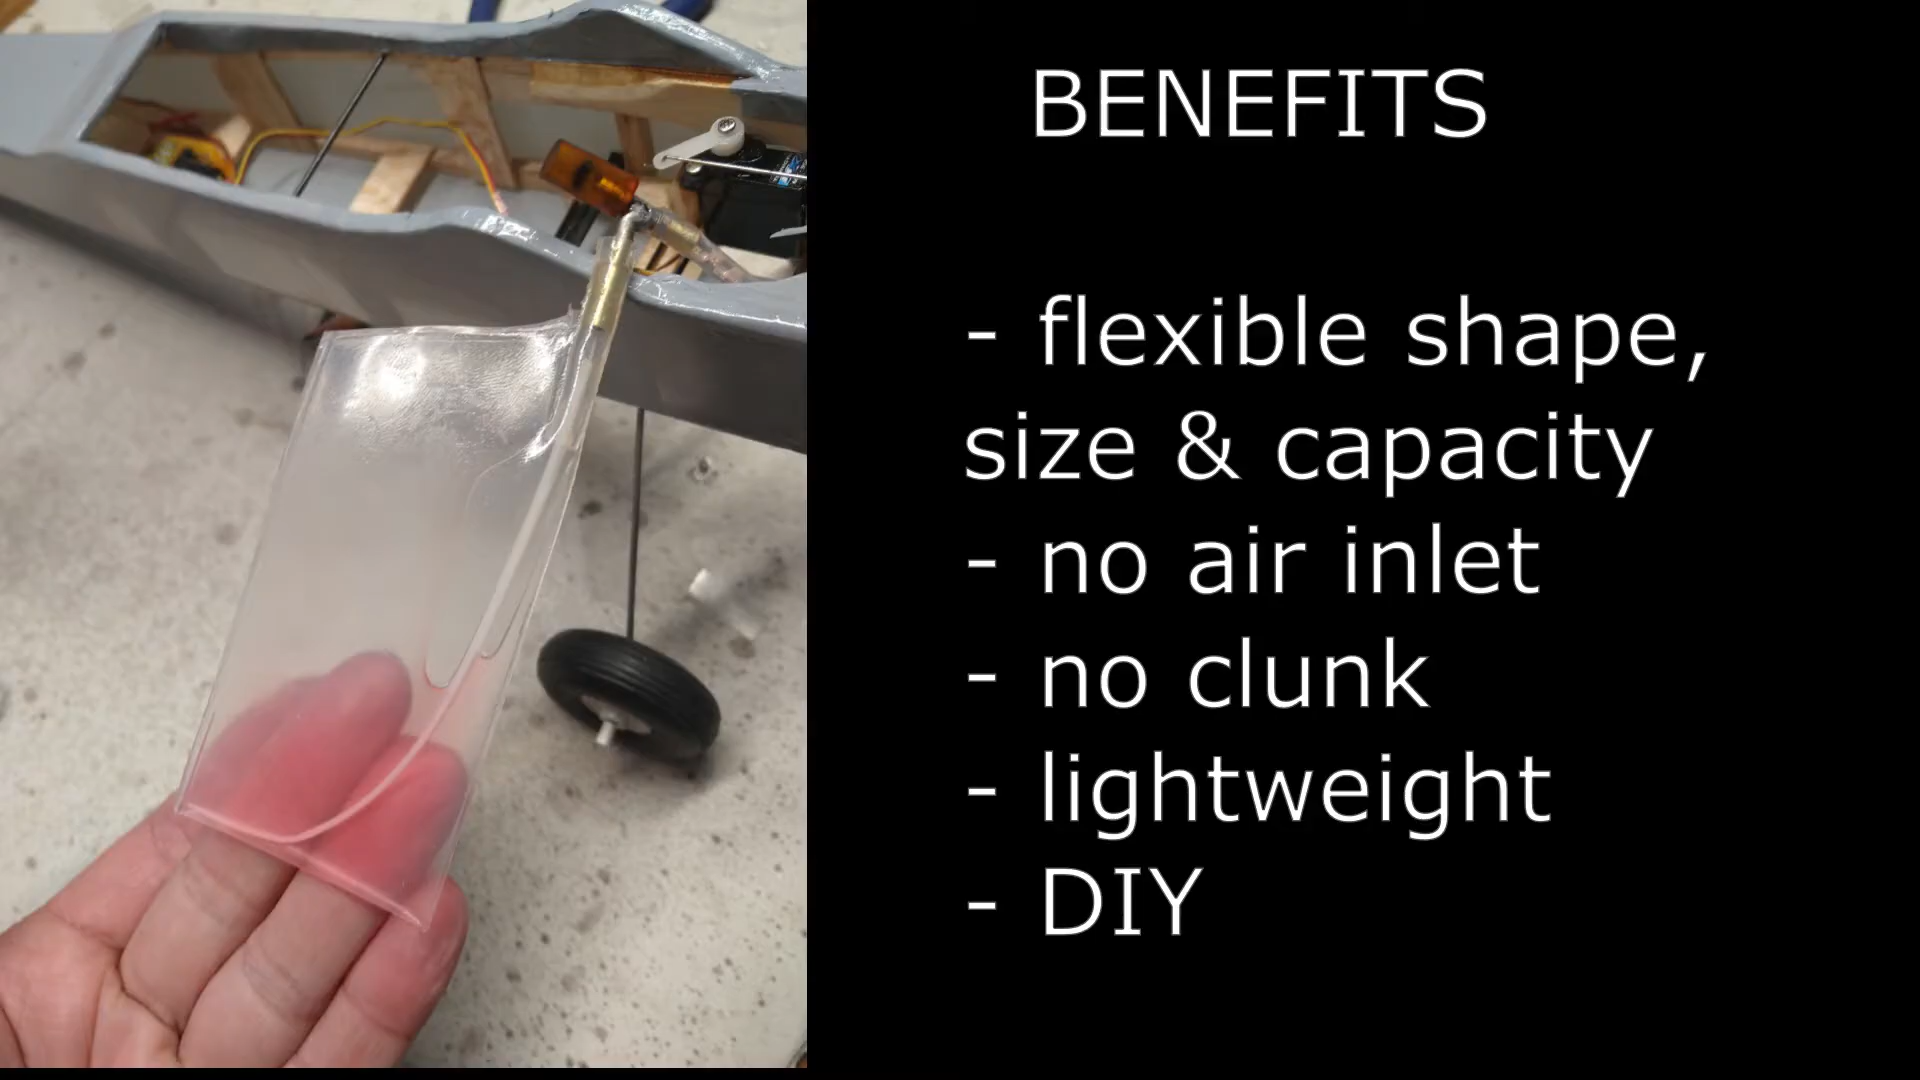 BENEFITS
- flexible shape,
size & capacity
- no air inlet
- no clunk
- lightweight
- DIY